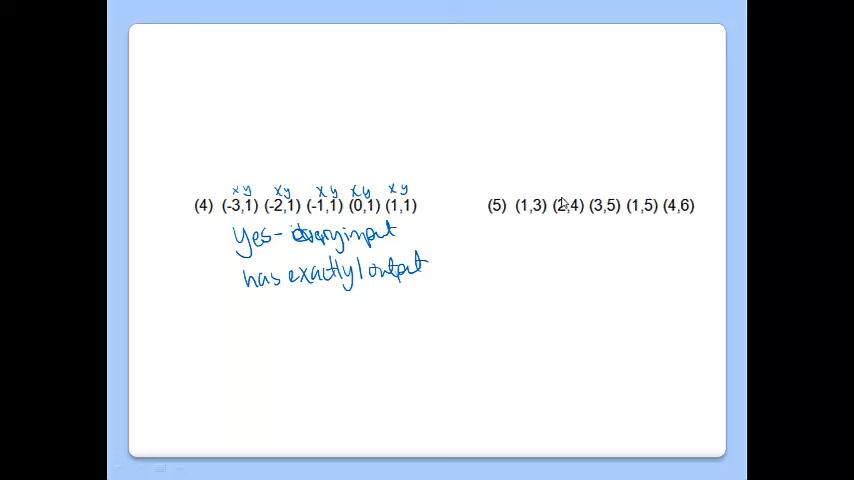 x y x y x y x y x y
(4) (-3,1) (-2,1) (-1,1) (0,1) (1,1)
Yes - every input
has exactly 1 output
(5) (1,3) (2,4) (3,5) (1,5) (4,6)